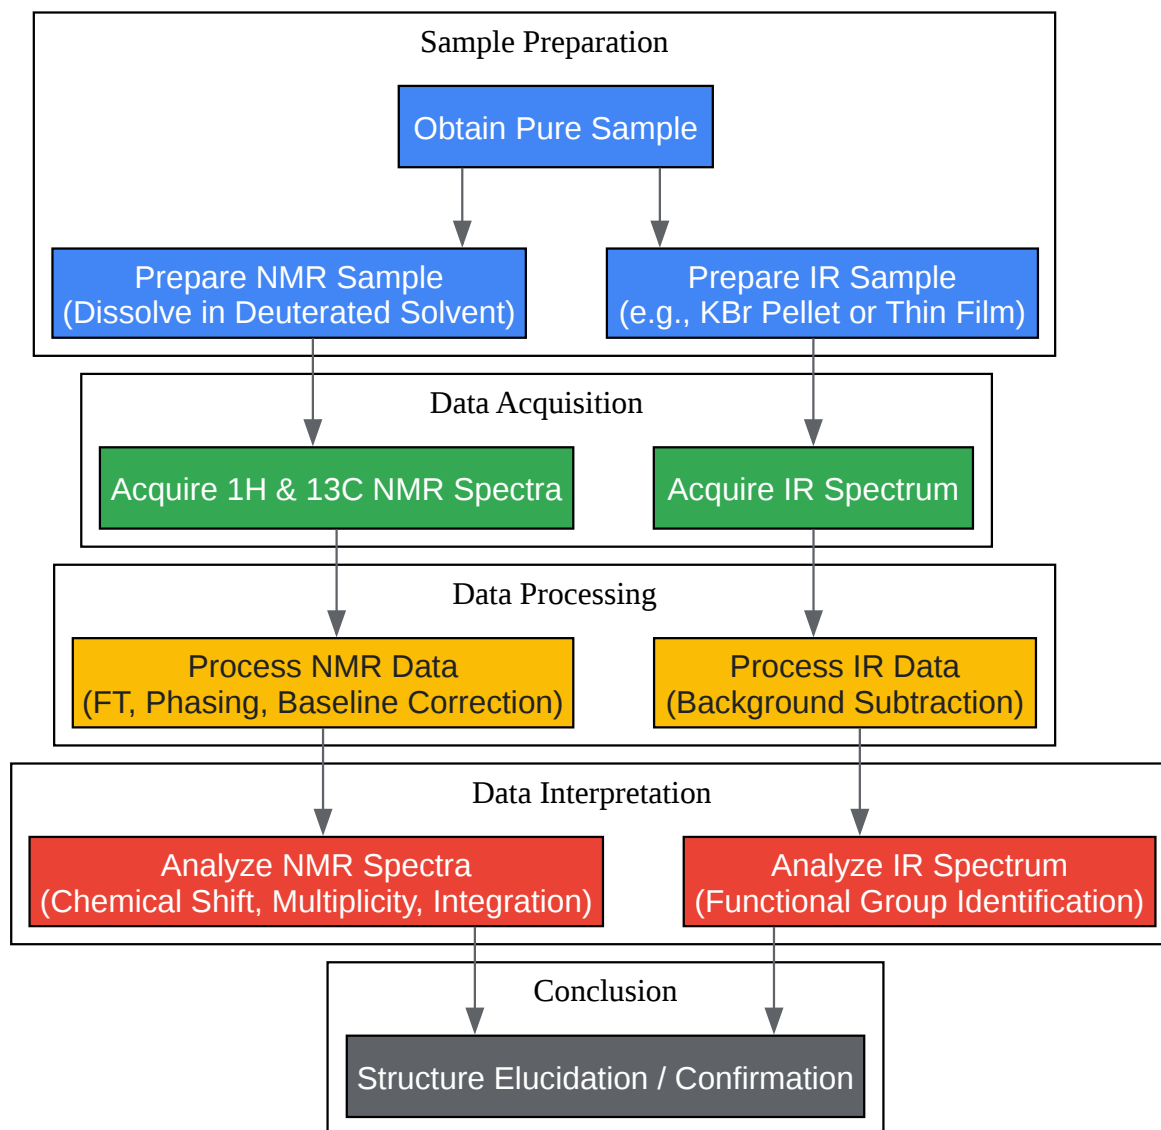 Sample Preparation
Obtain Pure Sample
Prepare NMR Sample
(Dissolve in Deuterated Solvent)
Prepare IR Sample
(e.g., KBr Pellet or Thin Film)
Data Acquisition
Acquire 1H & 13C NMR Spectra
Acquire IR Spectrum
Data Processing
Process NMR Data
(FT, Phasing, Baseline Correction)
Process IR Data
(Background Subtraction)
Data Interpretation
Analyze NMR Spectra
(Chemical Shift, Multiplicity, Integration)
Analyze IR Spectrum
(Functional Group Identification)
Conclusion
Structure Elucidation / Confirmation